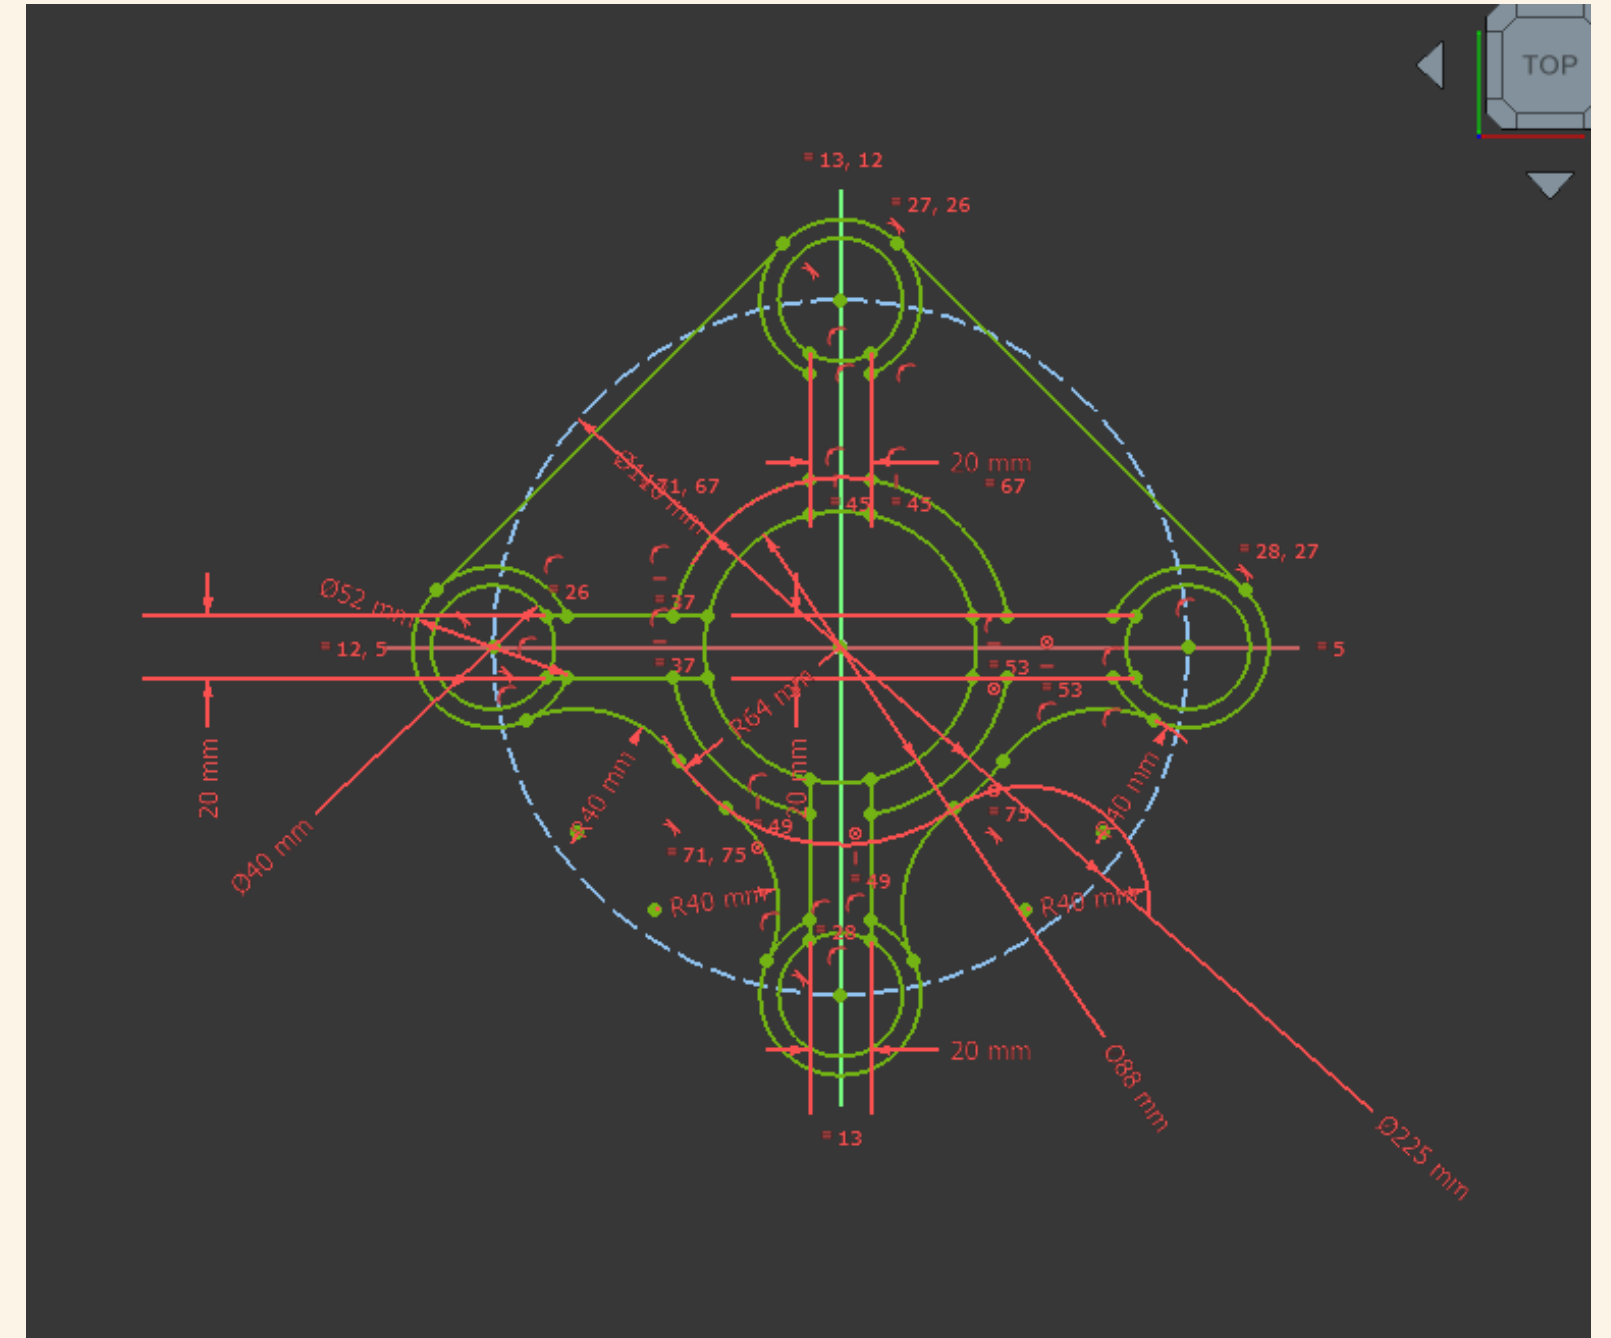 TOP
= 13, 12
= 27, 26
20 mm
71, 67
= 67
= 45
= 45
= 28, 27
Ø52 mm
= 26
= 37
= 12, 5
= 5
= 37
= 53
= 53
R64 mm
20 mm
R40 mm
R40 mm
= 49
= 75
= 71, 75
Ø40 mm
= 49
R40 mm
R40 mm
= 28
20 mm
Ø88 mm
= 13
Ø225 mm